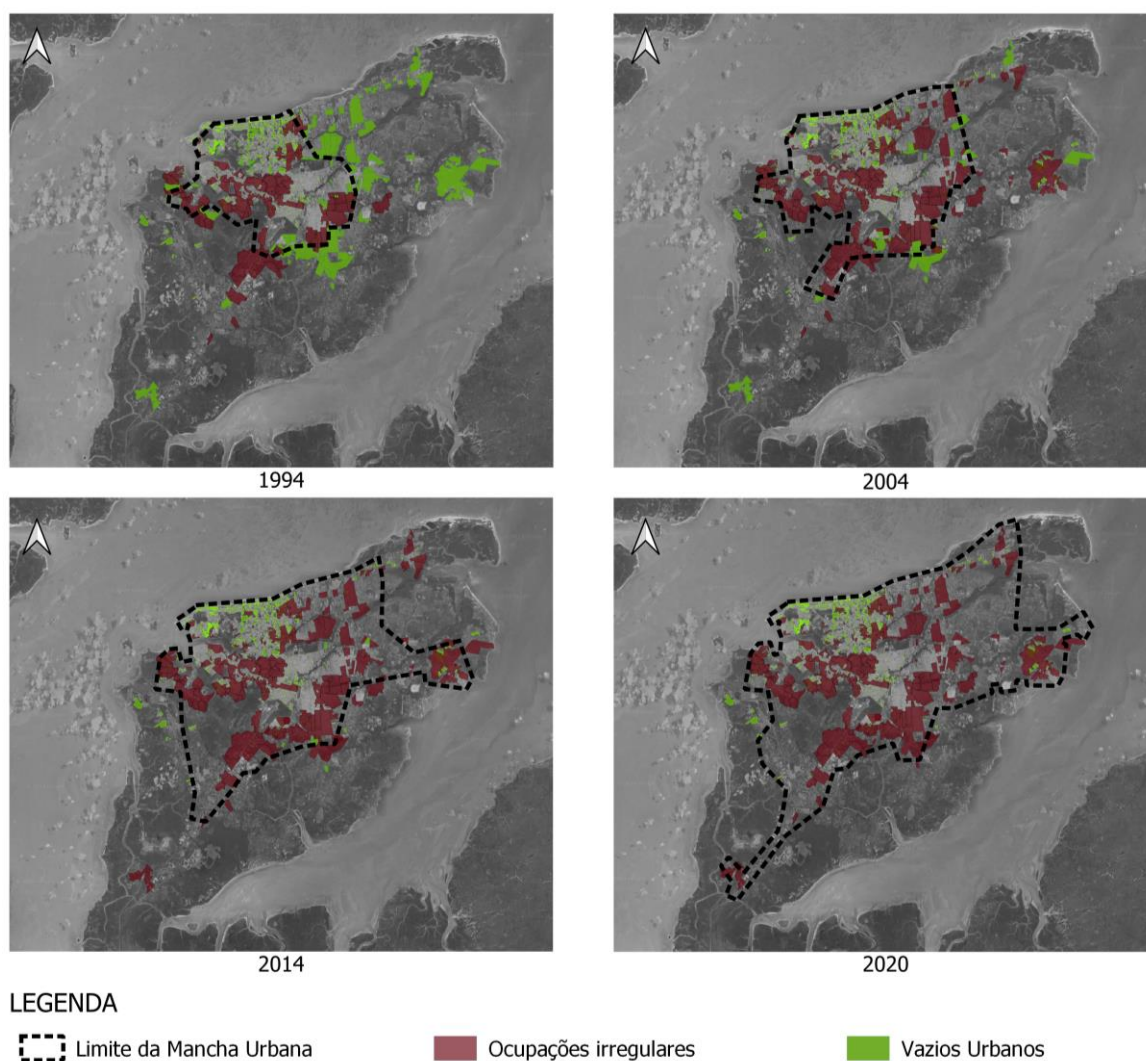 1994
2004
2014
2020
LEGENDA
Limite da Mancha Urbana
Ocupações irregulares
Vazios Urbanos